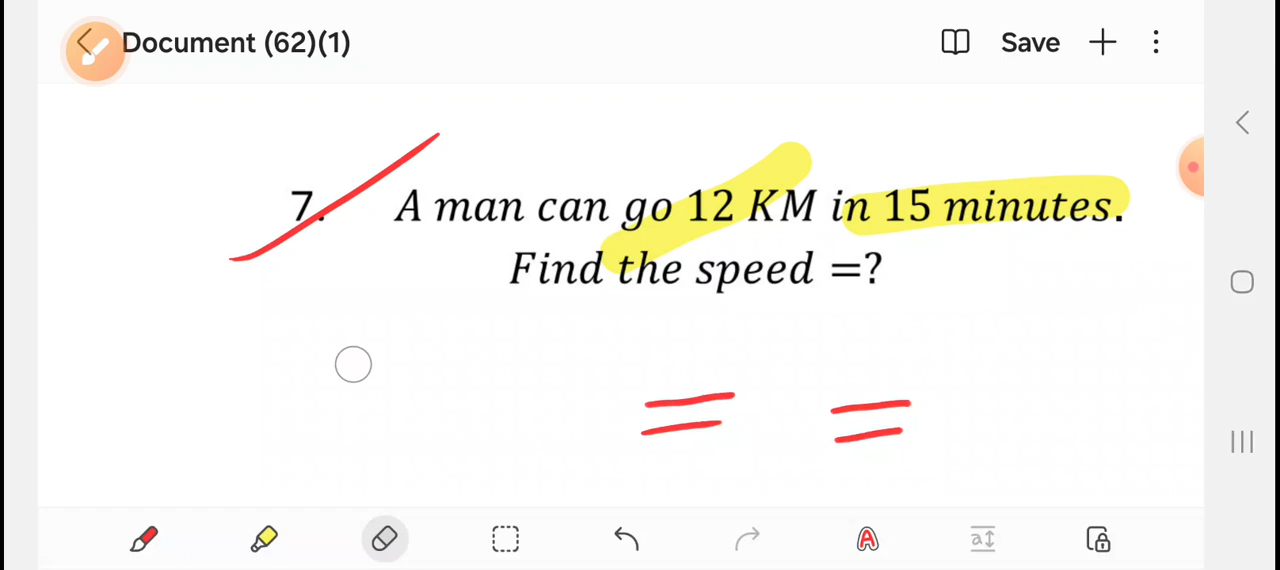 Document (62)(1) Save
7. A man can go 12 KM in 15 minutes.
Find the speed =?
= =
A a